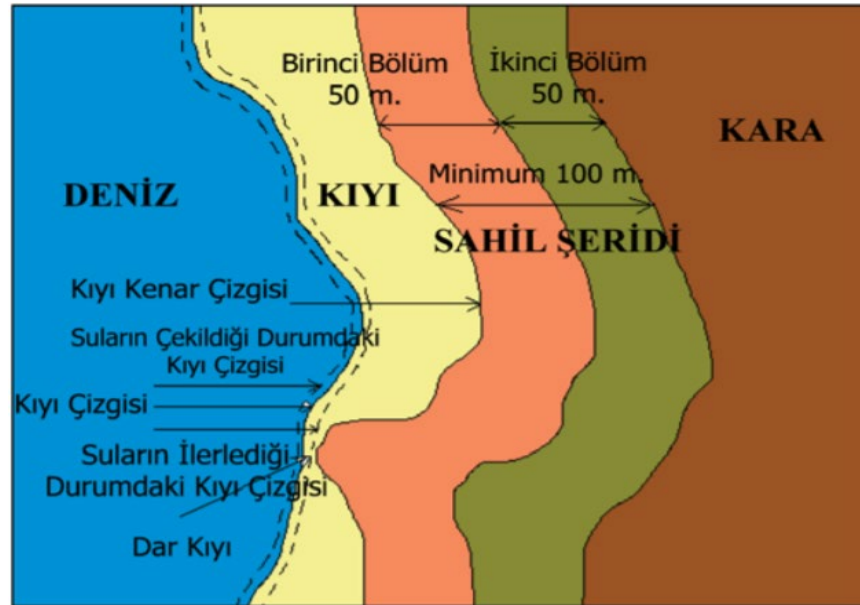 Birinci Bölüm
50 m.
İkinci Bölüm
50 m.
KARA
Minimum 100 m.
DENİZ
KIYI
SAHİL ŞERİDİ
Kıyı Kenar Çizgisi
Suların Çekildiği Durumdaki
Kıyı Çizgisi
Kıyı Çizgisi
Suların İlerlediği
Durumdaki Kıyı Çizgisi
Dar Kıyı